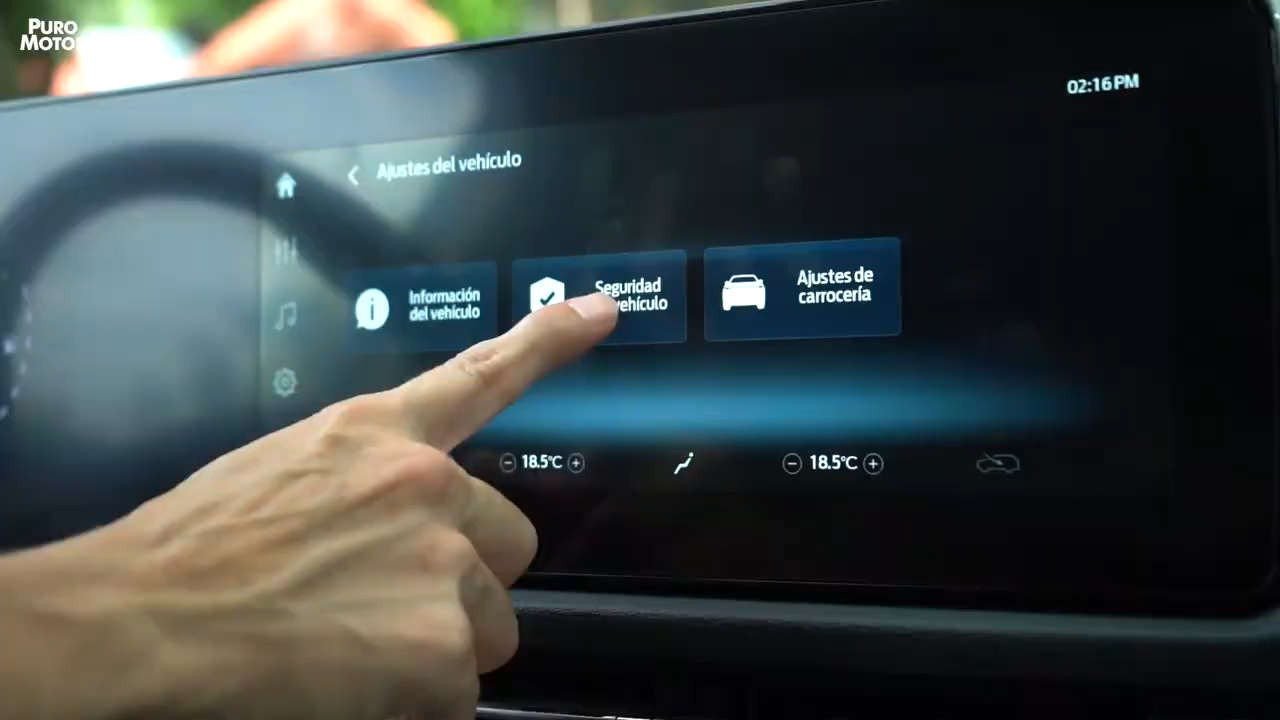 PURO
MOTOR
02:16 PM
Ajustes del vehículo
Información
del vehículo
Seguridad
vehículo
Ajustes de
carrocería
18.5°C
18.5°C